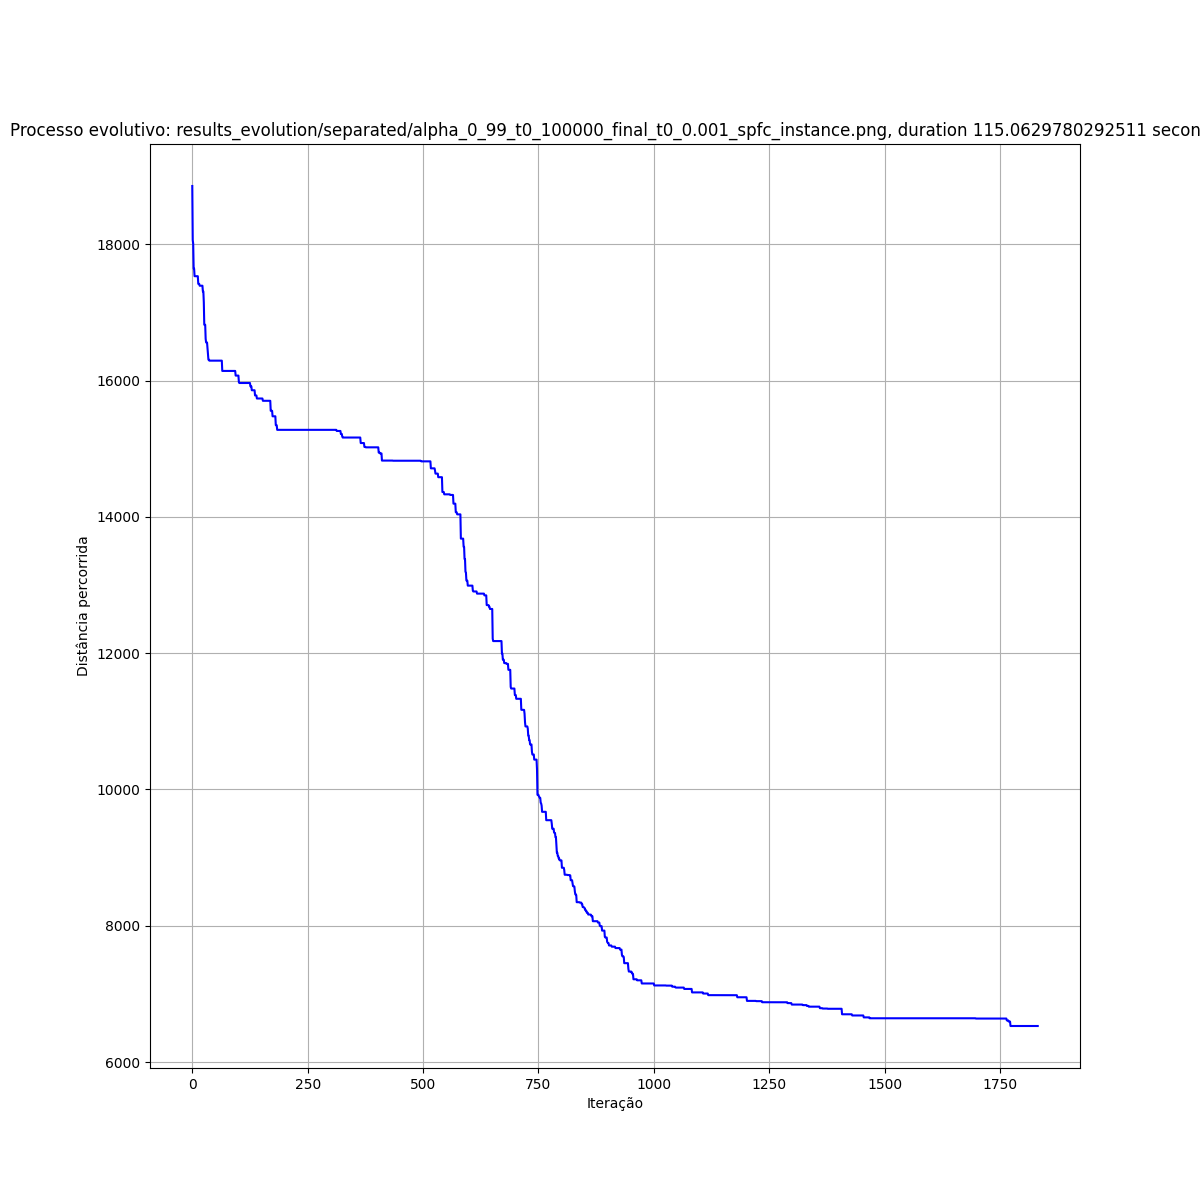 Processo evolutivo: results_evolution/separated/alpha_0_99_t0_100000_final_t0_0.001_spfc_instance.png, duration 115.0629780292511 secon
18000
16000
14000
12000
10000
8000
6000
Distância percorrida
0 250 500 750 1000 1250 1500 1750
Iteração